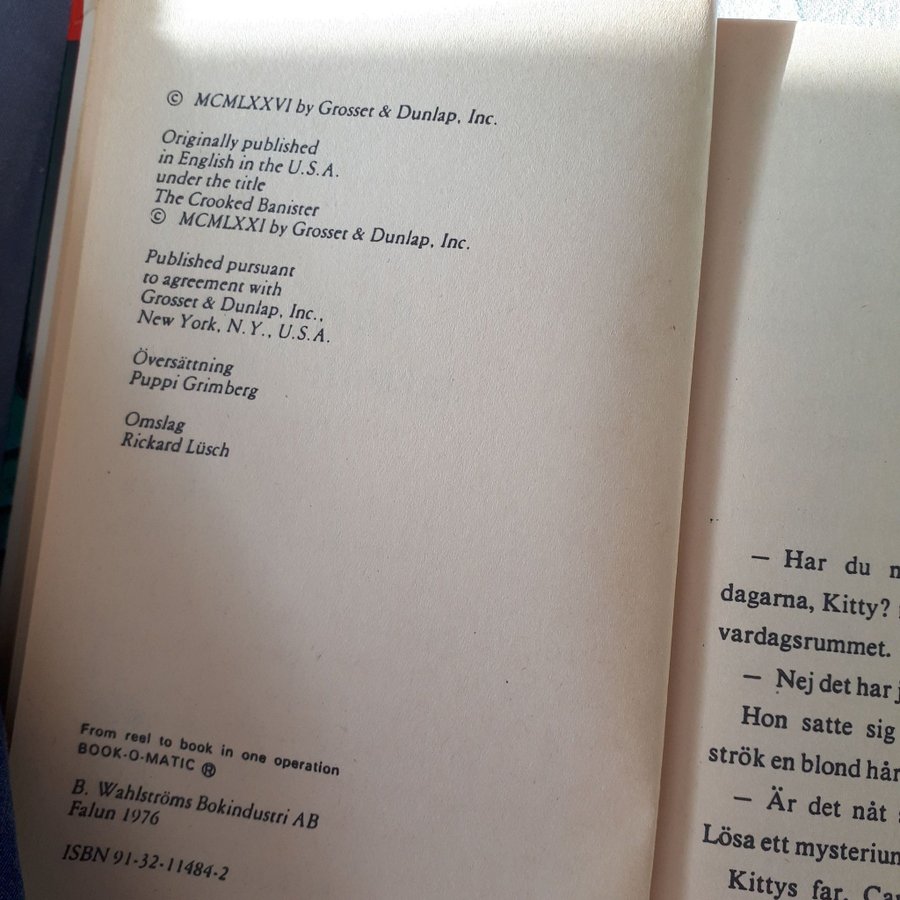 © MCMLXXVI by Grosset & Dunlap, Inc.
Originally published
in English in the U.S.A.
under the title
The Crooked Banister
© MCMLXXI by Grosset & Dunlap, Inc.
Published pursuant
to agreement with
Grosset & Dunlap, Inc.,
New York, N.Y., U.S.A.
Översättning
Puppi Grimberg
Omslag
Rickard Lüsch
From reel to book in one operation
BOOK-O-MATIC ®
B. Wahlströms Bokindustri AB
Falun 1976
ISBN 91-32-11484-2
— Har du
dagarna, Kitty?
vardagsrummet.
— Nej det har
Hon satte sig
strök en blond
— Är det nåt
Lösa ett
Kittys far,